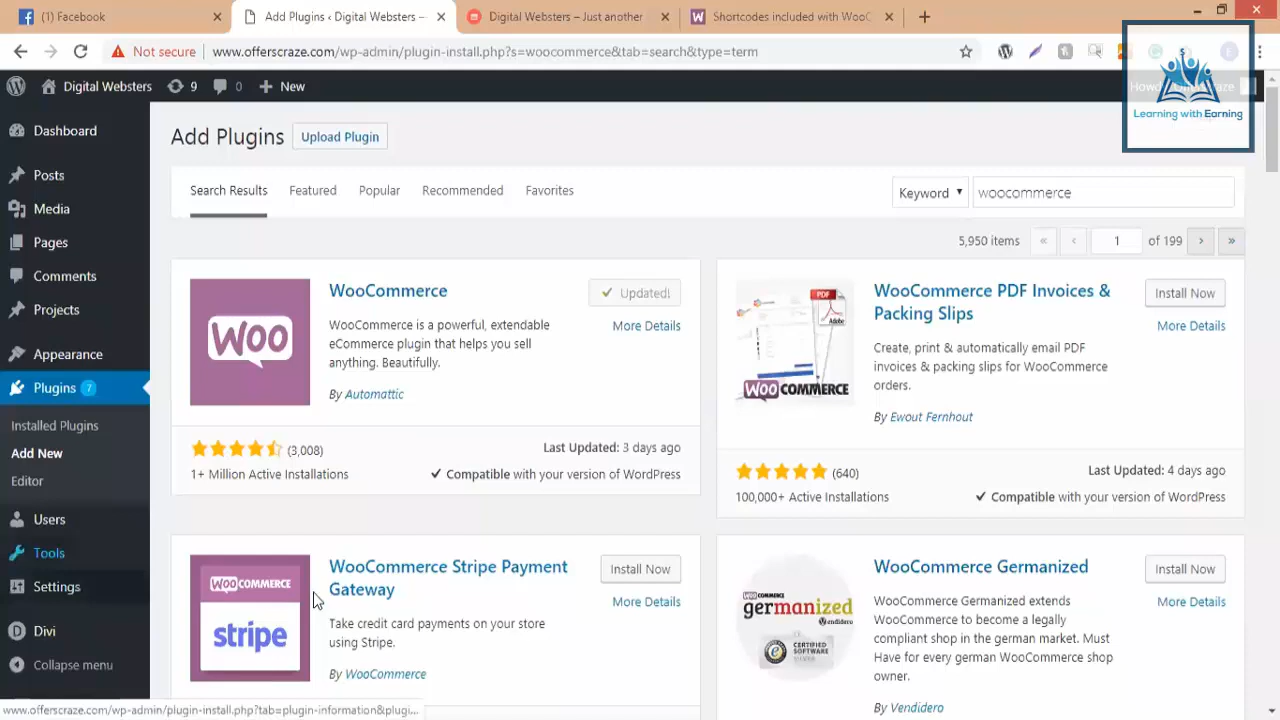 Facebook
Add Plugins ‹ Digital Websters –
Digital Websters – Just another
Shortcodes included with WooC
Not secure
www.offerscraze.com/wp-admin/plugin-install.php?s=woocommerce&tab=search&type=term
Digital Websters
9
0
New
Learning with Earning
Dashboard
Posts
Media
Pages
Comments
Projects
Appearance
Plugins 7
Installed Plugins
Add New
Editor
Users
Tools
Settings
Divi
Collapse menu
Add Plugins
Upload Plugin
Search Results
Featured
Popular
Recommended
Favorites
Keyword
woocommerce
5,950 items
«
‹
1
of 199
›
»
WOO
WooCommerce
Updated!
More Details
WooCommerce is a powerful, extendable
eCommerce plugin that helps you sell
anything. Beautifully.
By Automattic
(3,008)
1+ Million Active Installations
Last Updated: 3 days ago
Compatible with your version of WordPress
PDF
Adobe
WOO COMMERCE
WooCommerce PDF Invoices &
Packing Slips
Install Now
More Details
Create, print & automatically email PDF
invoices & packing slips for WooCommerce
orders.
By Ewout Fernhout
(640)
100,000+ Active Installations
Last Updated: 4 days ago
Compatible with your version of WordPress
WOO COMMERCE
stripe
WooCommerce Stripe Payment
Gateway
Install Now
More Details
Take credit card payments on your store
using Stripe.
By WooCommerce
WOO COMMERCE
germanized
vendidero
CERTIFIED
SOFTWARE
WooCommerce Germanized
Install Now
More Details
WooCommerce Germanized extends
WooCommerce to become a legally
compliant shop in the german market. Must
Have for every german WooCommerce shop
owner.
By Vendidero
www.offerscraze.com/wp-admin/plugin-install.php?tab=plugin-information&plugi...